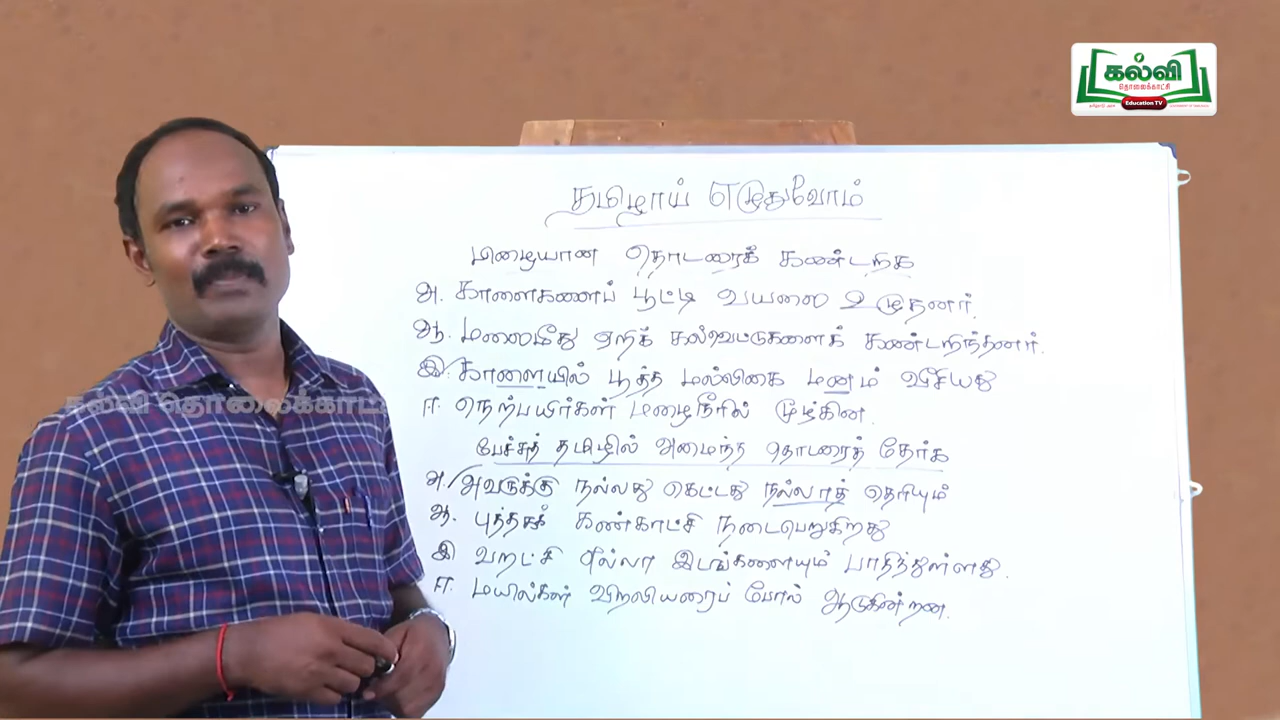 கல்வி
தொலைக்காட்சி
Education TV
தமிழாய் எழுதுவோம்
பிழையான தொடரைக் கண்டறிக
அ. காளைகளைப் பூட்டி வயலை உழுதனர்.
ஆ. மலைமீது ஏறிக் கல்வெட்டுகளைக் கண்டறிந்தனர்.
இ. காளையில் பூத்த மல்லிகை மனம் வீசியது
ஈ. நெற்பயிர்கள் மழைநீரில் மூழ்கின.
பேச்சுத் தமிழில் அமைந்த தொடரைத் தேர்க
அ. அவருக்கு நல்லது கெட்டது நல்லாத் தெரியும்
ஆ. புத்தகக் கண்காட்சி நடைபெறுகிறது
இ வறட்சி எல்லா இடங்களையும் பாதித்துள்ளது.
ஈ. மயில்கள் விறலியரைப் போல் ஆடுகின்றன.
கல்வி தொலைக்காட்